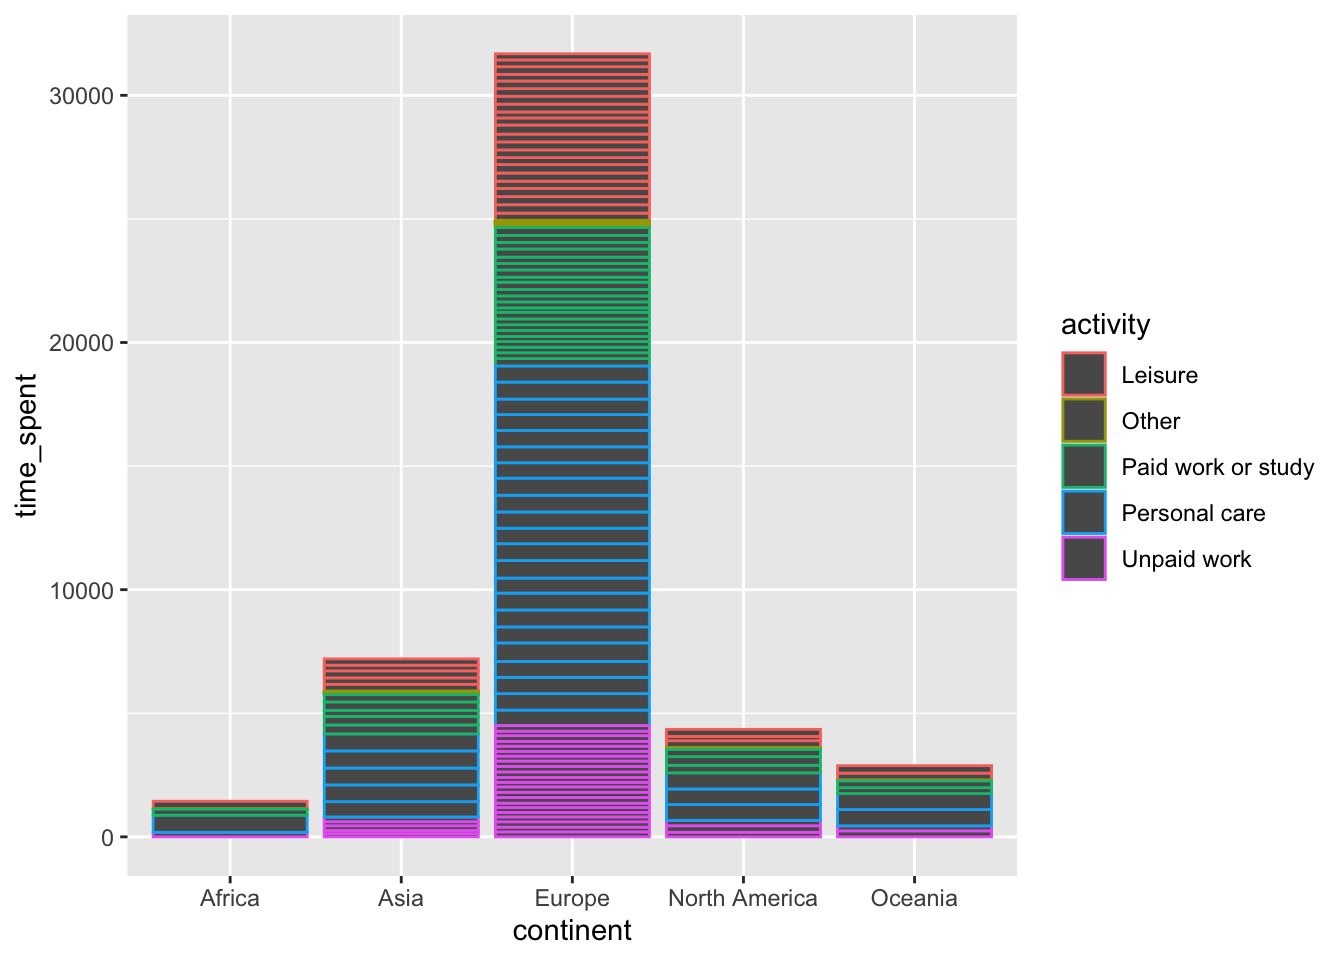 30000
20000
10000
0
time_spent
Africa
Asia
Europe
North America
Oceania
continent
activity
Leisure
Other
Paid work or study
Personal care
Unpaid work